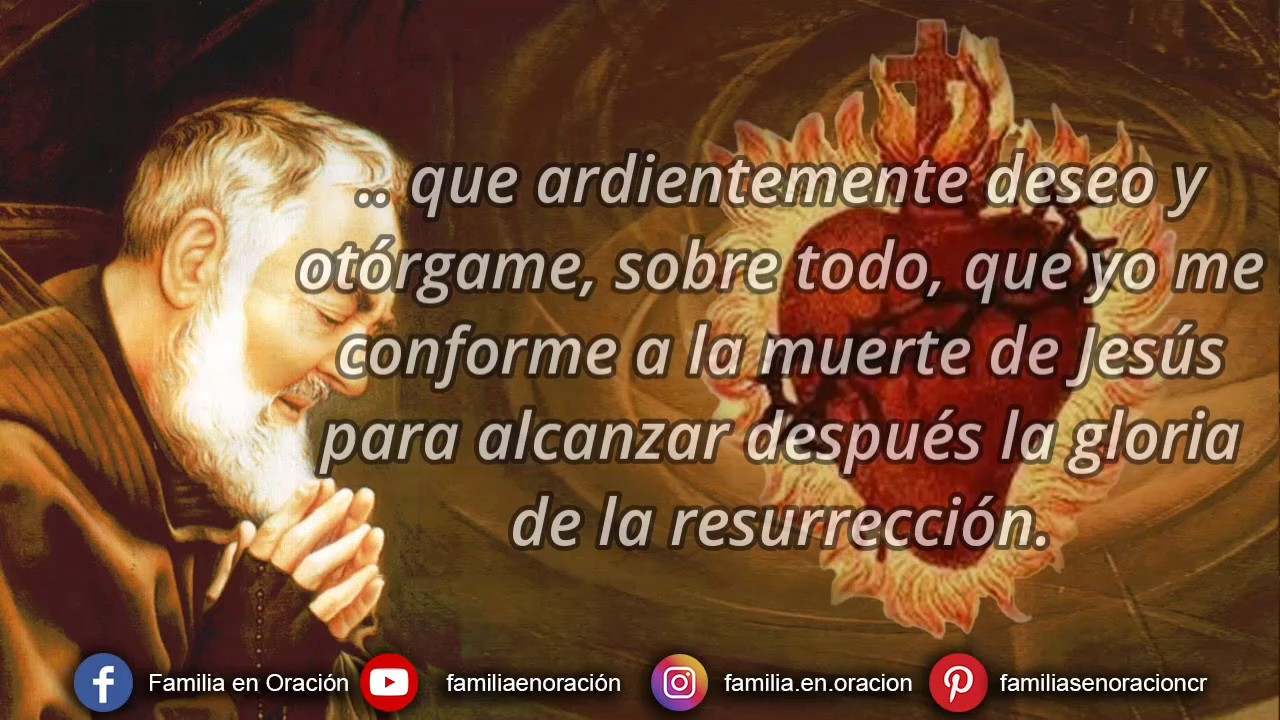 .. que ardientemente deseo y
otórgame, sobre todo, que yo me
conforme a la muerte de Jesús
para alcanzar después la gloria
de la resurrección.
Familia en Oración familiaenoración familia.en.oracion familiasenoracioncr